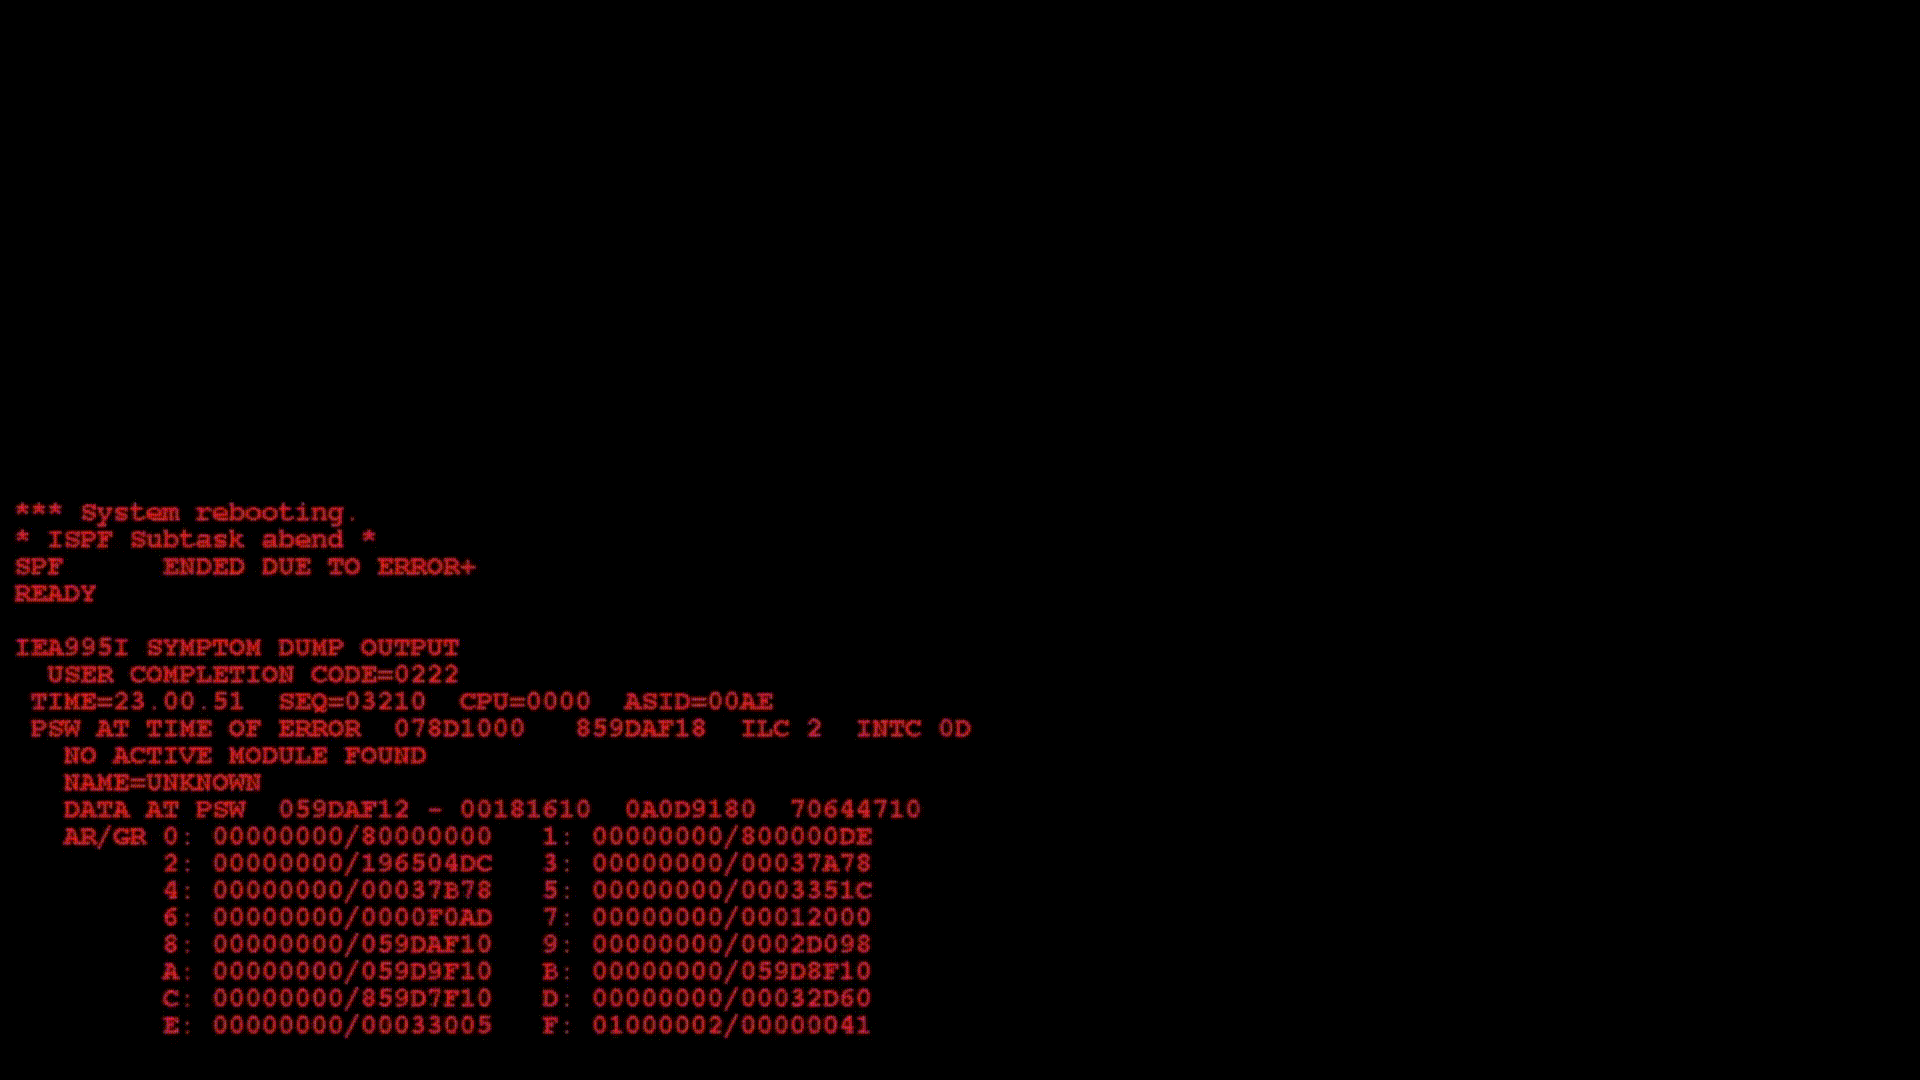 *** System rebooting.
* ISPF Subtask abend *
SPF      ENDED DUE TO ERROR+
READY

IEA995I SYMPTOM DUMP OUTPUT
  USER COMPLETION CODE=0222
 TIME=23.00.51  SEQ=03210  CPU=0000  ASID=00AE
 PSW AT TIME OF ERROR  078D1000   859DAF18  ILC 2  INTC 0D
   NO ACTIVE MODULE FOUND
   NAME=UNKNOWN
   DATA AT PSW  059DAF12 - 00181610  0A0D9180  70644710
   AR/GR 0: 00000000/80000000   1: 00000000/800000DE
         2: 00000000/196504DC   3: 00000000/00037A78
         4: 00000000/00037B78   5: 00000000/0003351C
         6: 00000000/0000F0AD   7: 00000000/00012000
         8: 00000000/059DAF10   9: 00000000/0002D098
         A: 00000000/059D9F10   B: 00000000/059D8F10
         C: 00000000/859D7F10   D: 00000000/00032D60
         E: 00000000/00033005   F: 01000002/00000041